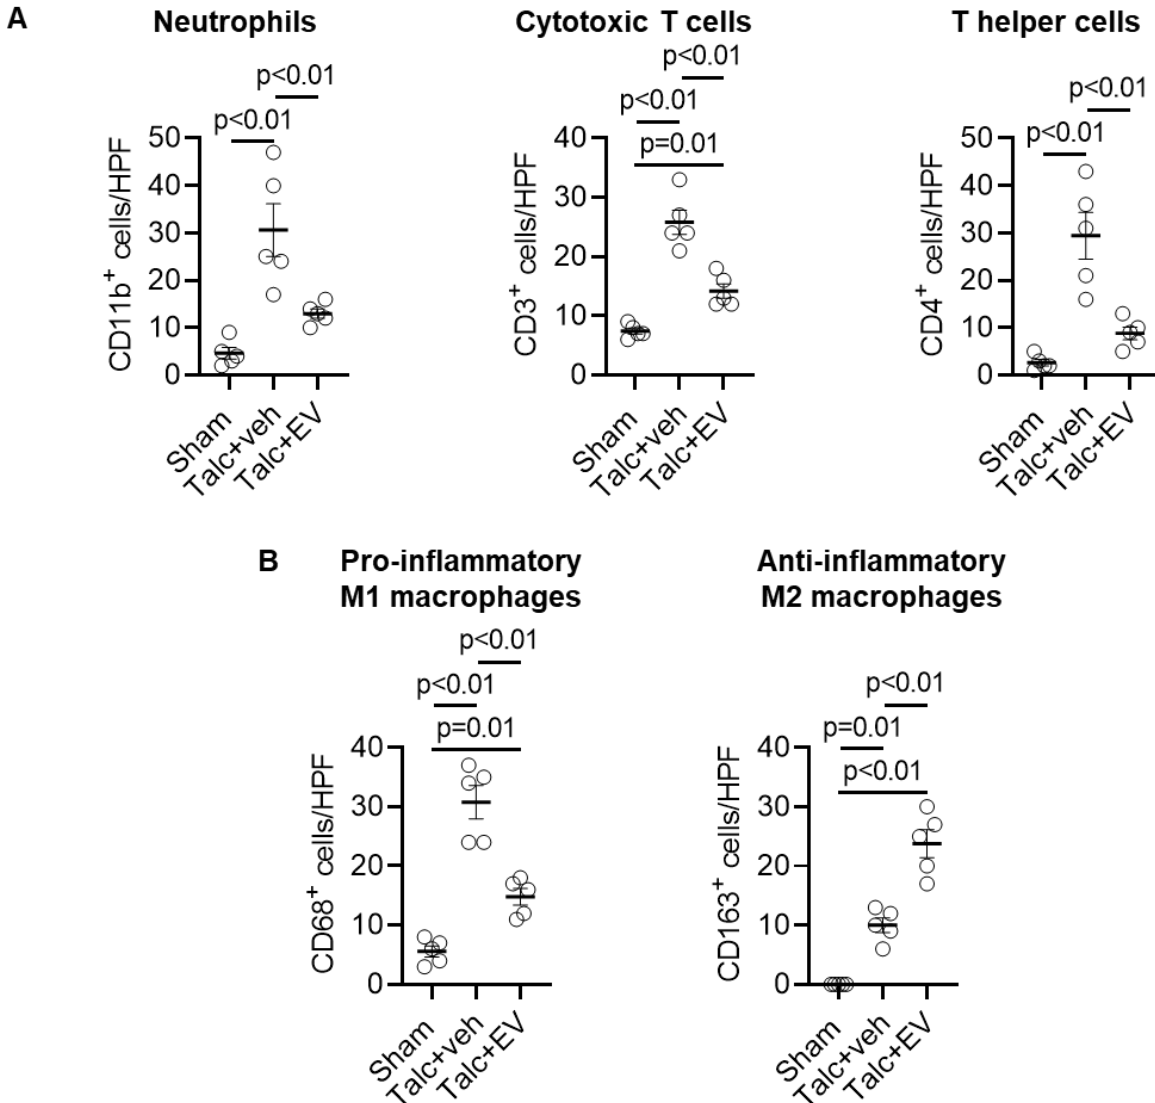 A
Neutrophils
p<0.01
p<0.01
CD11b⁺ cells/HPF
50
40
30
20
10
0
Sham
Talc+veh
Talc+EV
Cytotoxic T cells
p<0.01
p<0.01
p=0.01
CD3⁺ cells/HPF
40
30
20
10
0
Sham
Talc+veh
Talc+EV
T helper cells
p<0.01
p<0.01
CD4⁺ cells/HPF
50
40
30
20
10
0
Sham
Talc+veh
Talc+EV
B
Pro-inflammatory
M1 macrophages
p<0.01
p<0.01
p=0.01
CD68⁺ cells/HPF
40
30
20
10
0
Sham
Talc+veh
Talc+EV
Anti-inflammatory
M2 macrophages
p<0.01
p=0.01
p<0.01
CD163⁺ cells/HPF
40
30
20
10
0
Sham
Talc+veh
Talc+EV